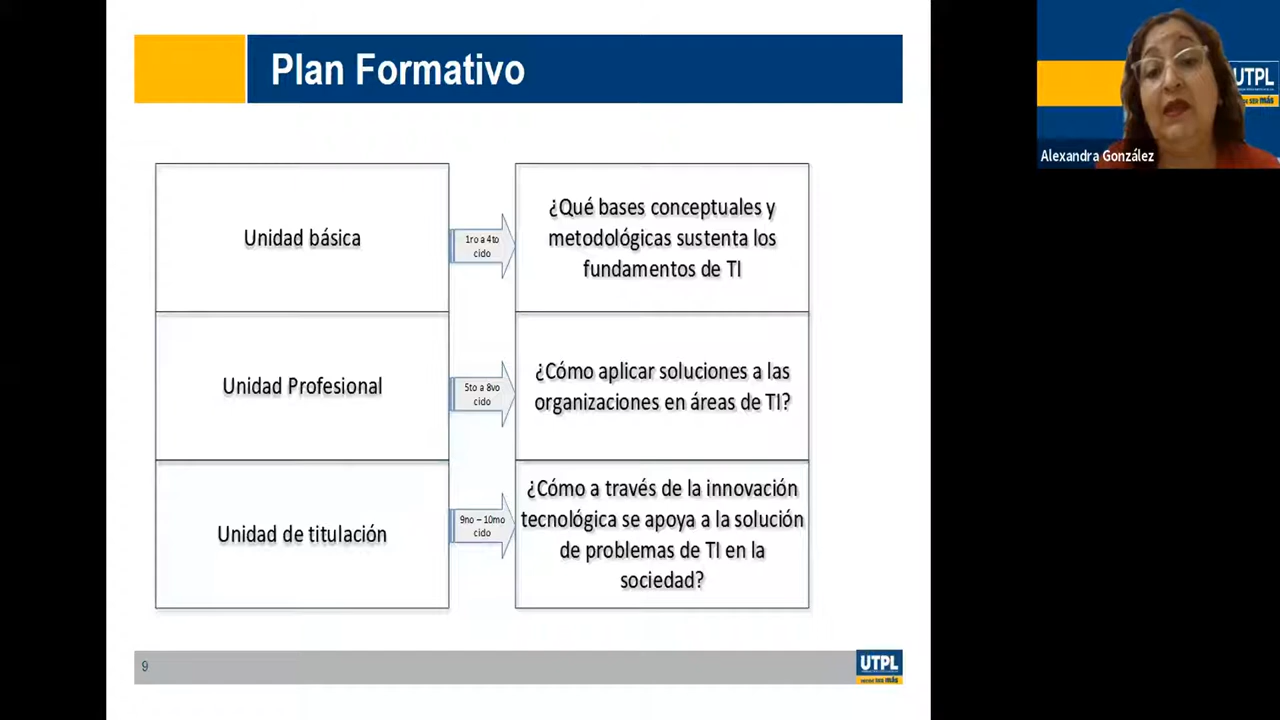 Plan Formativo
Unidad básica
1ro a 4to
ciclo
¿Qué bases conceptuales y
metodológicas sustenta los
fundamentos de TI
Unidad Profesional
5to a 8vo
ciclo
¿Cómo aplicar soluciones a las
organizaciones en áreas de TI?
Unidad de titulación
9no – 10mo
ciclo
¿Cómo a través de la innovación
tecnológica se apoya a la solución
de problemas de TI en la
sociedad?
9
UTPL
UTPL
SER más
Alexandra González